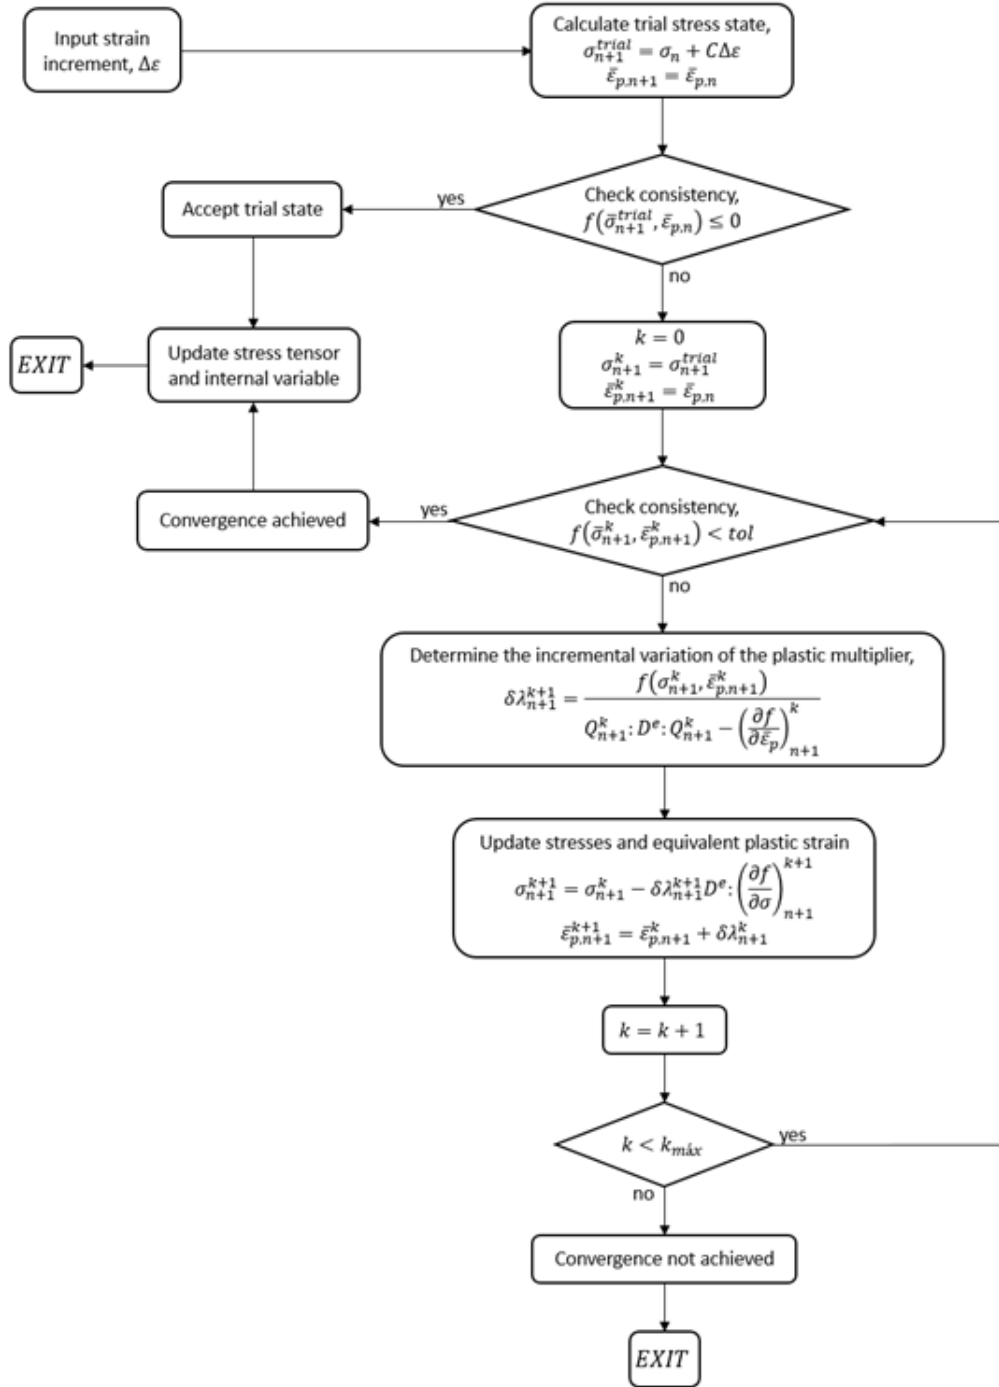 Input strain
increment, Δε
Calculate trial stress state,
σ_{n+1}^{trial} = σ_n + CΔε
ε̄_{p,n+1} = ε̄_{p,n}
Check consistency,
f(σ̄_{n+1}^{trial}, ε̄_{p,n}) ≤ 0
yes
Accept trial state
no
k = 0
σ_{n+1}^{k} = σ_{n+1}^{trial}
ε̄_{p,n+1}^{k} = ε̄_{p,n}
Update stress tensor
and internal variable
EXIT
Check consistency,
f(σ̄_{n+1}^{k}, ε̄_{p,n+1}^{k}) < tol
yes
Convergence achieved
no
Determine the incremental variation of the plastic multiplier,
δλ_{n+1}^{k+1} = \frac{f(σ_{n+1}^{k}, ε̄_{p,n+1}^{k})}{Q_{n+1}^{k}: D^e: Q_{n+1}^{k} − (\frac{∂f}{∂ε̄_p})_{n+1}^{k}}
Update stresses and equivalent plastic strain
σ_{n+1}^{k+1} = σ_{n+1}^{k} − δλ_{n+1}^{k+1} D^e: (\frac{∂f}{∂σ})_{n+1}^{k+1}
ε̄_{p,n+1}^{k+1} = ε̄_{p,n+1}^{k} + δλ_{n+1}^{k}
k = k + 1
k < k_{máx}
yes
no
Convergence not achieved
EXIT